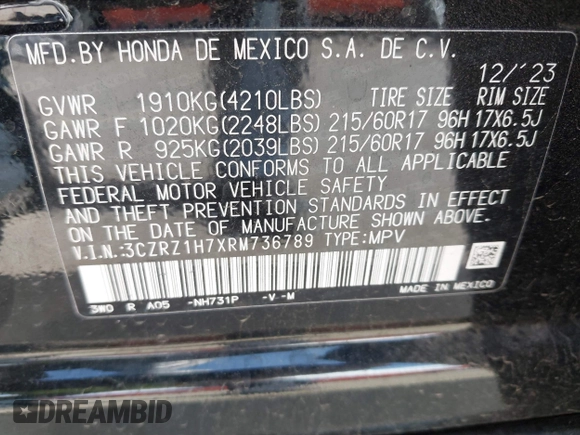 MFD.BY HONDA DE MEXICO S.A. DE C.V.
12/'23
GVWR 1910KG(4210LBS) TIRE SIZE RIM SIZE
GAWR F 1020KG(2248LBS) 215/60R17 96H 17X6.5J
GAWR R 925KG(2039LBS) 215/60R17 96H 17X6.5J
THIS VEHICLE CONFORMS TO ALL APPLICABLE
FEDERAL MOTOR VEHICLE SAFETY
STANDARDS IN EFFECT ON THE
DATE OF MANUFACTURE SHOWN ABOVE.
V.I.N.:3CZRZ1H7XRM736789 TYPE:MPV
3W0 R A05 -NH731P -V-M
MADE IN MEXICO
DREAMBID